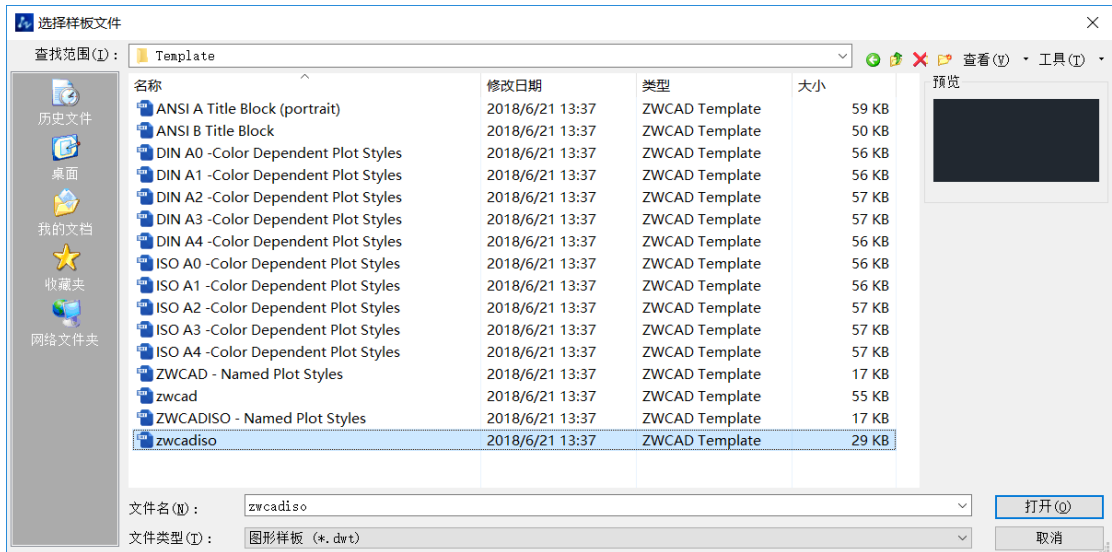 选择样板文件
查找范围(I): Template 查看(V) 工具(T)
名称 修改日期 类型 大小 预览
历史文件
桌面
我的文档
收藏夹
网络文件夹
ANSI A Title Block (portrait) 2018/6/21 13:37 ZWCAD Template 59 KB
ANSI B Title Block 2018/6/21 13:37 ZWCAD Template 50 KB
DIN A0 -Color Dependent Plot Styles 2018/6/21 13:37 ZWCAD Template 56 KB
DIN A1 -Color Dependent Plot Styles 2018/6/21 13:37 ZWCAD Template 56 KB
DIN A2 -Color Dependent Plot Styles 2018/6/21 13:37 ZWCAD Template 57 KB
DIN A3 -Color Dependent Plot Styles 2018/6/21 13:37 ZWCAD Template 57 KB
DIN A4 -Color Dependent Plot Styles 2018/6/21 13:37 ZWCAD Template 56 KB
ISO A0 -Color Dependent Plot Styles 2018/6/21 13:37 ZWCAD Template 56 KB
ISO A1 -Color Dependent Plot Styles 2018/6/21 13:37 ZWCAD Template 56 KB
ISO A2 -Color Dependent Plot Styles 2018/6/21 13:37 ZWCAD Template 57 KB
ISO A3 -Color Dependent Plot Styles 2018/6/21 13:37 ZWCAD Template 57 KB
ISO A4 -Color Dependent Plot Styles 2018/6/21 13:37 ZWCAD Template 57 KB
ZWCAD - Named Plot Styles 2018/6/21 13:37 ZWCAD Template 17 KB
zwcad 2018/6/21 13:37 ZWCAD Template 55 KB
ZWCADISO - Named Plot Styles 2018/6/21 13:37 ZWCAD Template 17 KB
zwcadiso 2018/6/21 13:37 ZWCAD Template 29 KB
文件名(N): zwcadiso 打开(O)
文件类型(T): 图形样板 (*.dwt) 取消